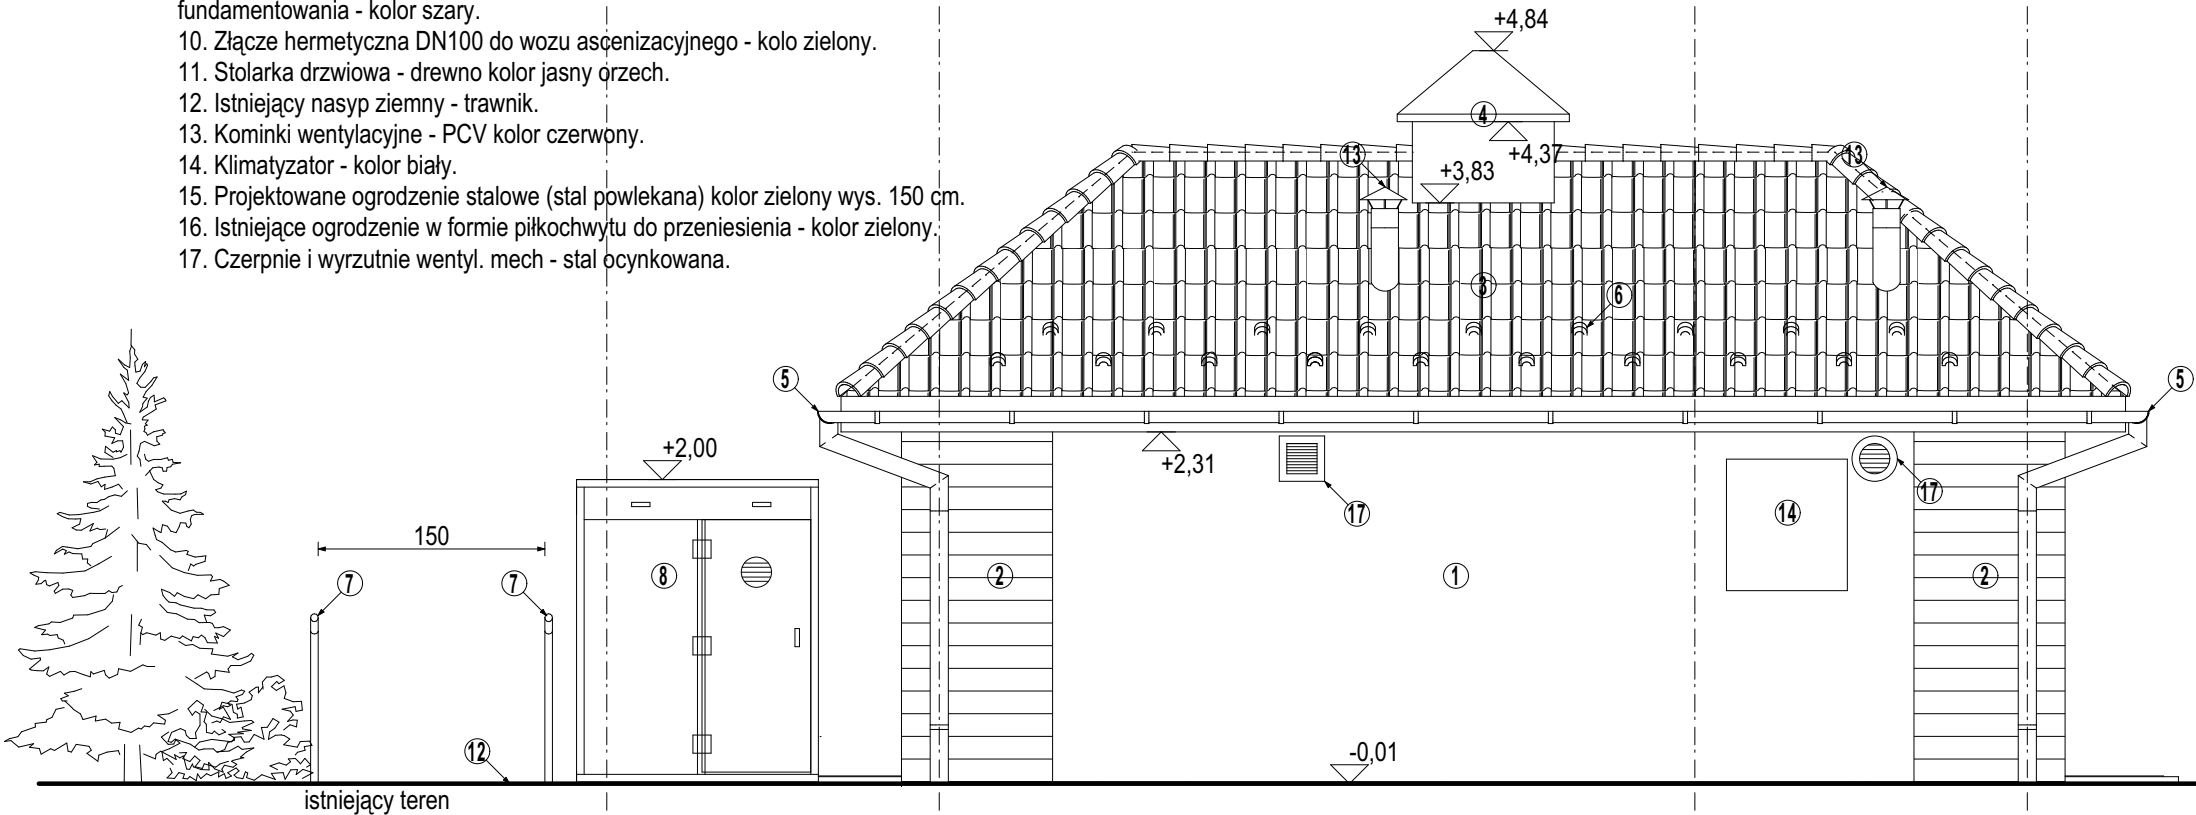 fundamentowania - kolor szary.
10. Złącze hermetyczna DN100 do wozu ascenizacyjnego - kolo zielony.
11. Stolarka drzwiowa - drewno kolor jasny orzech.
12. Istniejący nasyp ziemny - trawnik.
13. Kominki wentylacyjne - PCV kolor czerwony.
14. Klimatyzator - kolor biały.
15. Projektowane ogrodzenie stalowe (stal powlekana) kolor zielony wys. 150 cm.
16. Istniejące ogrodzenie w formie piłkochwytu do przeniesienia - kolor zielony.
17. Czerpnie i wyrzutnie wentyl. mech - stal ocynkowana.
+4,84
4
+4,37
13
13
+3,83
3
6
5
5
+2,00
+2,31
17
17
14
150
7
7
8
2
1
2
12
-0,01
istniejący teren